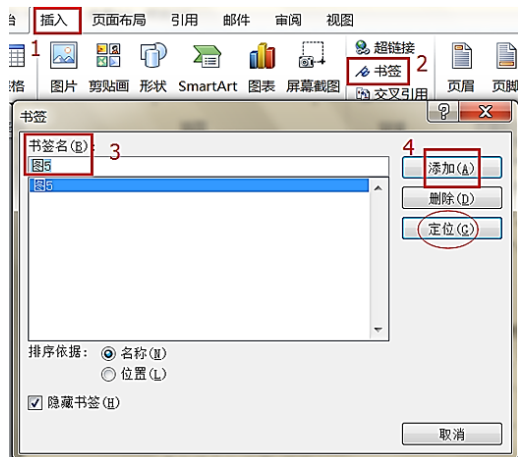 插入 页面布局 引用 邮件 审阅 视图
1
超链接
书签 2
格 图片 剪贴画 形状 SmartArt 图表 屏幕截图 交叉引用 页眉 页脚
书签 ? X
书签名(B): 3 4
图5 添加(A)
图5 删除(D)
定位(G)
排序依据: 名称(N)
位置(L)
隐藏书签(H)
取消